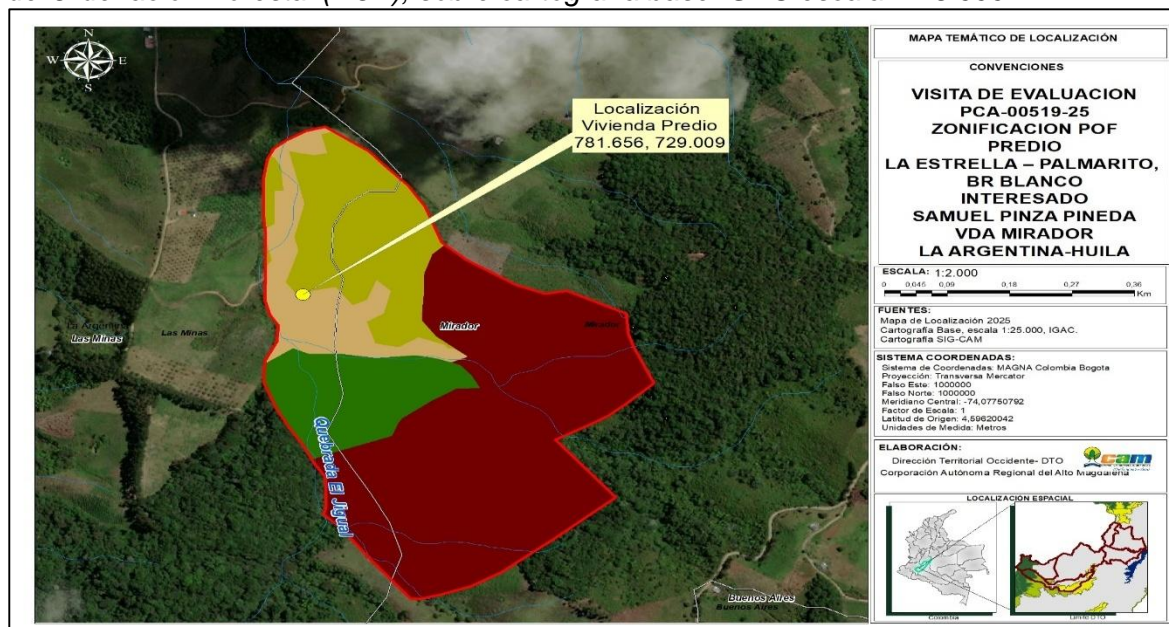 N
W E
S
Localización
Vivienda Predio
781.656, 729.009
Las Minas
Las Minas
Mirador
Mirador
Quebrada El Jigual
Buenos Aires
Buenos Aires
MAPA TEMÁTICO DE LOCALIZACIÓN
CONVENCIONES
VISITA DE EVALUACION
PCA-00519-25
ZONIFICACION POF
PREDIO
LA ESTRELLA – PALMARITO,
BR BLANCO
INTERESADO
SAMUEL PINZA PINEDA
VDA MIRADOR
LA ARGENTINA-HUILA
ESCALA: 1:2.000
0 0,045 0,09 0,18 0,27 0,36
Km
FUENTES:
Mapa de Localización 2025
Cartografía Base, escala 1:25.000, IGAC.
Cartografía SIG-CAM
SISTEMA COORDENADAS:
Sistema de Coordenadas: MAGNA Colombia Bogota
Proyección: Transversa Mercator
Falso Este: 1000000
Falso Norte: 1000000
Meridiano Central: -74,07750792
Factor de Escala: 1
Latitud de Origen: 4,59620042
Unidades de Medida: Metros
ELABORACIÓN:
Dirección Territorial Occidente- DTO
cam
Corporación Autónoma Regional del Alto Magdalena
LOCALIZACIÓN ESPACIAL
Colombia
Limite DTO